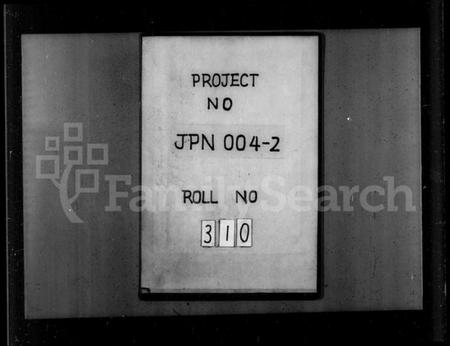 PROJECT
NO
JPN 004-2
FamilySearch
ROLL NO
310